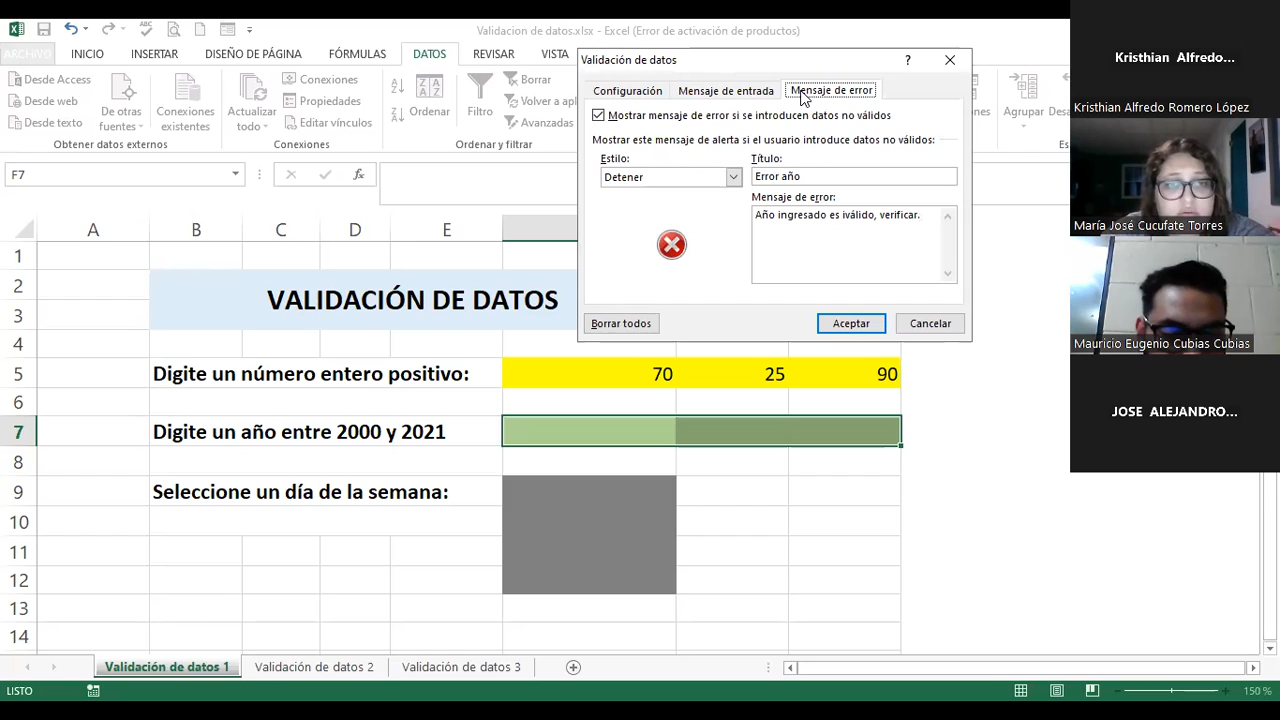 Validacion de datos.xlsx - Excel (Error de activación de productos)
ARCHIVO INICIO INSERTAR DISEÑO DE PÁGINA FÓRMULAS DATOS REVISAR VISTA
Desde Access
Desde web
Desde texto
De otras fuentes
Obtener datos externos
Conexiones existentes
Conexiones
Propiedades
Conexiones
Ordenar
Filtro
Borrar
Volver a apl
Avanzadas
Ordenar y filtrar
Agrupar
F7
fx
A B C D E
1
2
3
4
5
6
7
8
9
10
11
12
13
14
VALIDACIÓN DE DATOS
Digite un número entero positivo: 70 25 90
Digite un año entre 2000 y 2021
Seleccione un día de la semana:
Validación de datos
?
Configuración Mensaje de entrada Mensaje de error
Mostrar mensaje de error si se introducen datos no válidos
Mostrar este mensaje de alerta si el usuario introduce datos no válidos:
Estilo:
Detener
Título:
Error año
Mensaje de error:
Año ingresado es iválido, verificar.
Borrar todos Aceptar Cancelar
Validación de datos 1 Validación de datos 2 Validación de datos 3
LISTO
150 %
Kristhian Alfredo...
Kristhian Alfredo Romero López
María José Cucufate Torres
Mauricio Eugenio Cubias Cubias
JOSE ALEJANDRO...